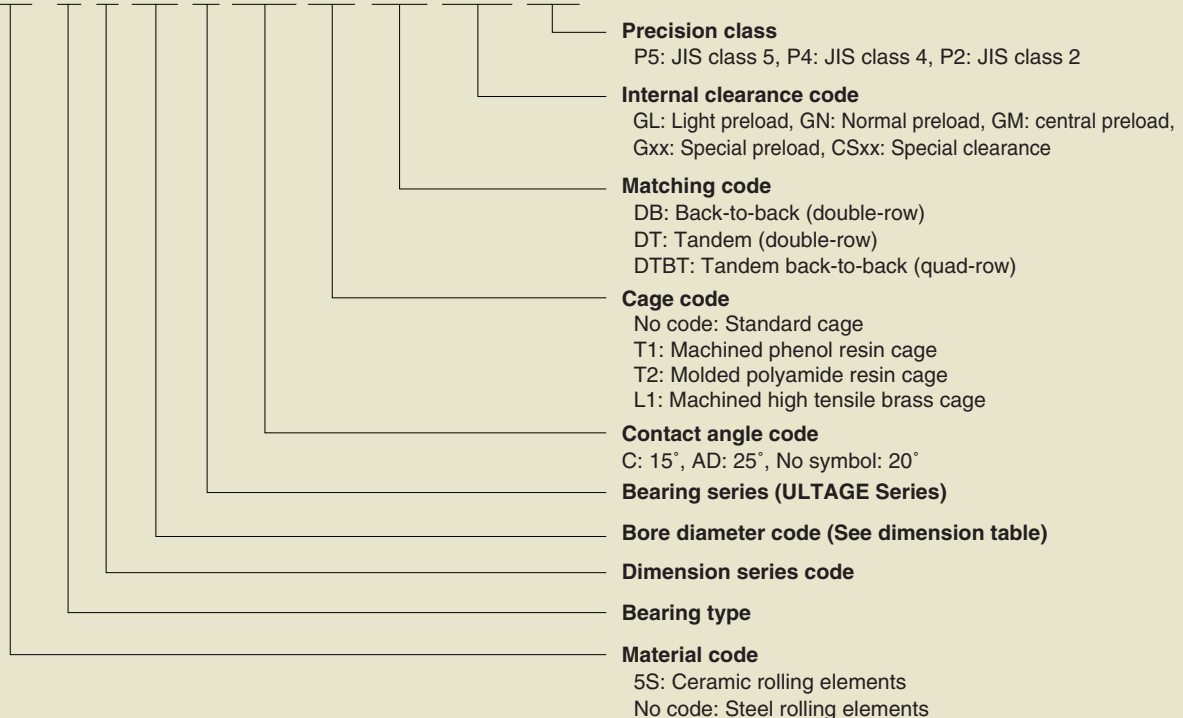 Precision class
P5: JIS class 5, P4: JIS class 4, P2: JIS class 2
Internal clearance code
GL: Light preload, GN: Normal preload, GM: central preload,
Gxx: Special preload, CSxx: Special clearance
Matching code
DB: Back-to-back (double-row)
DT: Tandem (double-row)
DTBT: Tandem back-to-back (quad-row)
Cage code
No code: Standard cage
T1: Machined phenol resin cage
T2: Molded polyamide resin cage
L1: Machined high tensile brass cage
Contact angle code
C: 15˚, AD: 25˚, No symbol: 20˚
Bearing series (ULTAGE Series)
Bore diameter code (See dimension table)
Dimension series code
Bearing type
Material code
5S: Ceramic rolling elements
No code: Steel rolling elements